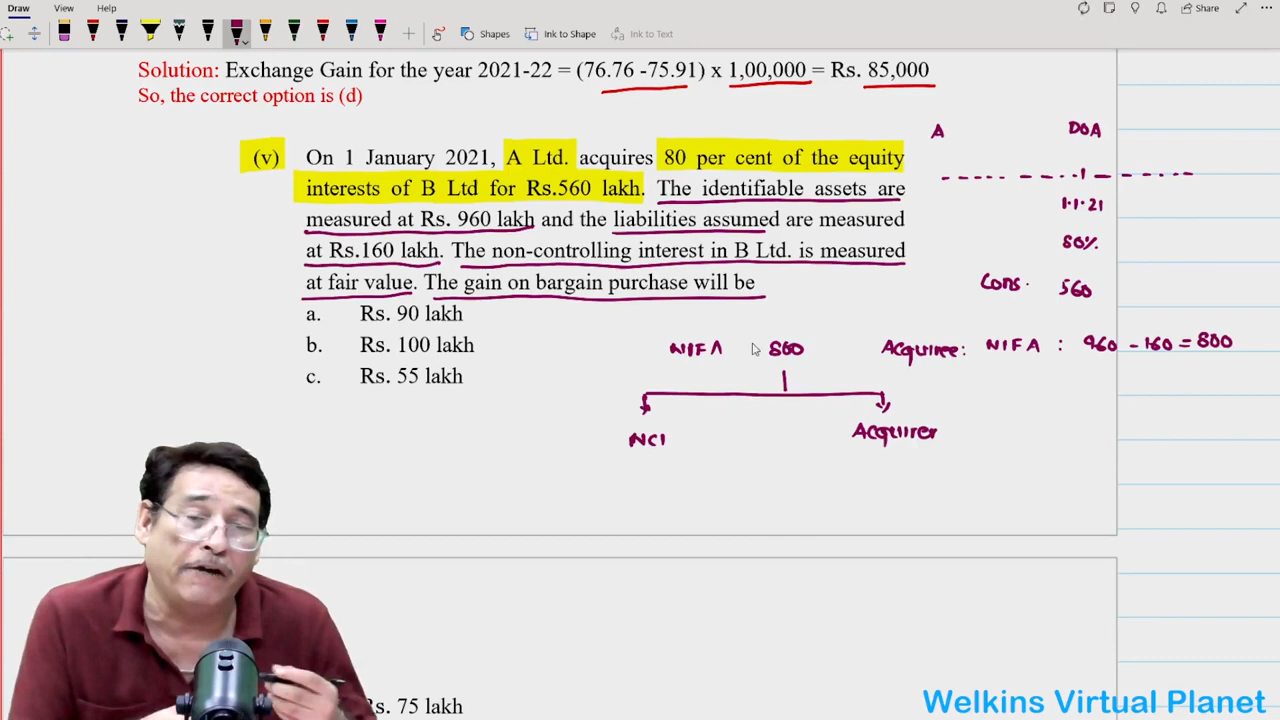 Draw View Help
Share
Shapes Ink to Shape Ink to Text
Solution: Exchange Gain for the year 2021-22 = (76.76 -75.91) x 1,00,000 = Rs. 85,000
So, the correct option is (d)
(v) On 1 January 2021, A Ltd. acquires 80 per cent of the equity
interests of B Ltd for Rs.560 lakh. The identifiable assets are
measured at Rs. 960 lakh and the liabilities assumed are measured
at Rs.160 lakh. The non-controlling interest in B Ltd. is measured
at fair value. The gain on bargain purchase will be
a. Rs. 90 lakh
b. Rs. 100 lakh
c. Rs. 55 lakh
A DOA
1.1.21
80%
Cons. 560
NIFA 800
Acquiree: NIFA : 960 - 160 = 800
NCI Acquirer
Rs. 75 lakh
Welkins Virtual Planet